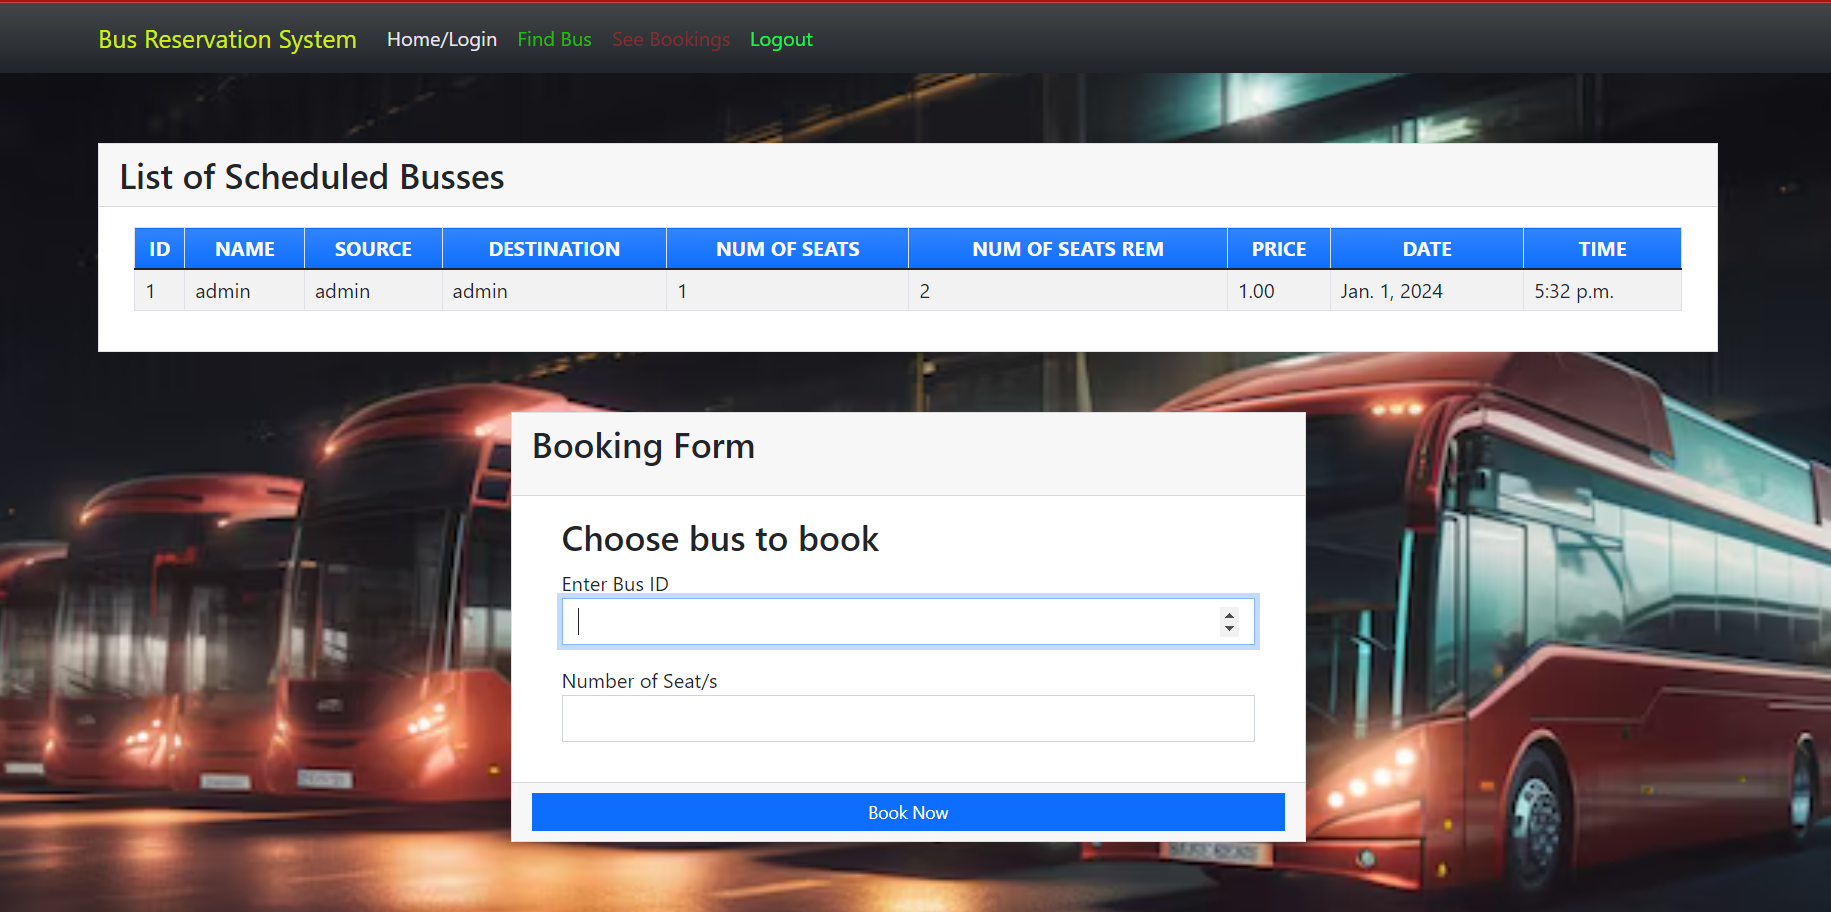 Bus Reservation System Home/Login Find Bus See Bookings Logout
List of Scheduled Busses
ID NAME SOURCE DESTINATION NUM OF SEATS NUM OF SEATS REM PRICE DATE TIME
1 admin admin admin 1 2 1.00 Jan. 1, 2024 5:32 p.m.
Booking Form
Choose bus to book
Enter Bus ID
Number of Seat/s
Book Now